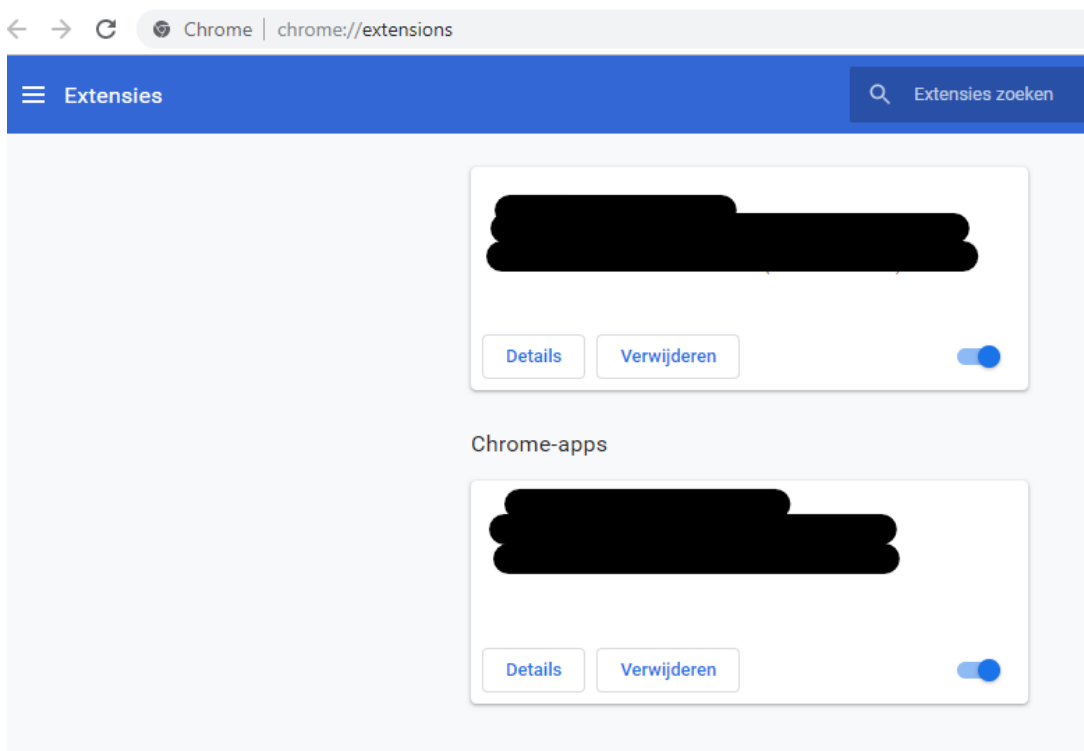 Chrome | chrome://extensions
Extensies
Extensies zoeken
Details
Verwijderen
Chrome-apps
Details
Verwijderen